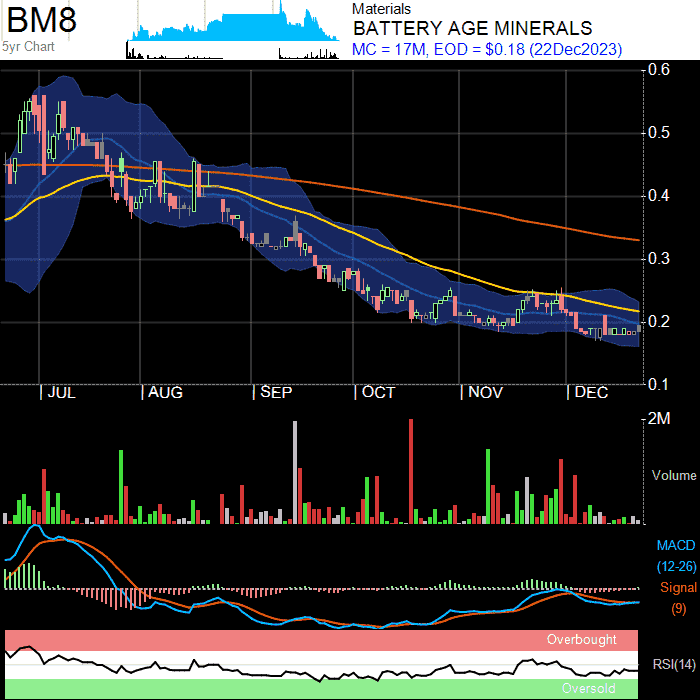 BM8
5yr Chart
Materials
BATTERY AGE MINERALS
MC = 17M, EOD = $0.18 (22Dec2023)
0.6
0.5
0.4
0.3
0.2
0.1
JUL AUG SEP OCT NOV DEC
2M
Volume
MACD
(12-26)
Signal
(9)
Overbought
RSI(14)
Oversold